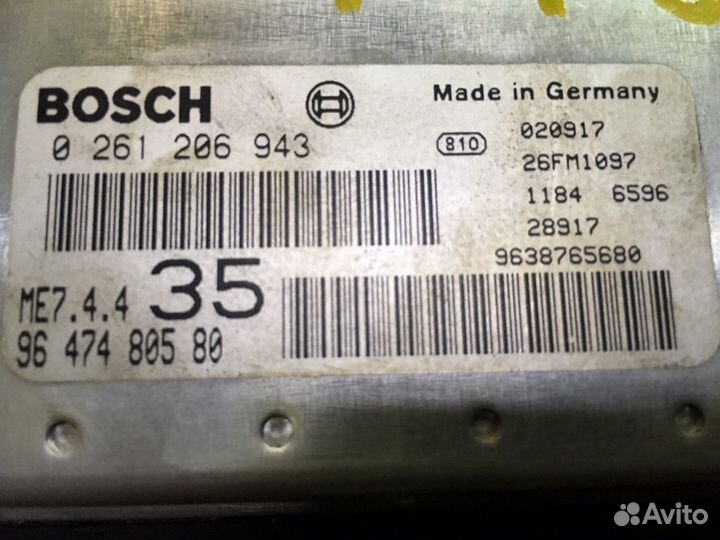 BOSCH
Made in Germany
0 261 206 943
810
020917
26FM1097
1184 6596
28917
9638765680
ME7.4.4 35
96 474 805 80
Avito